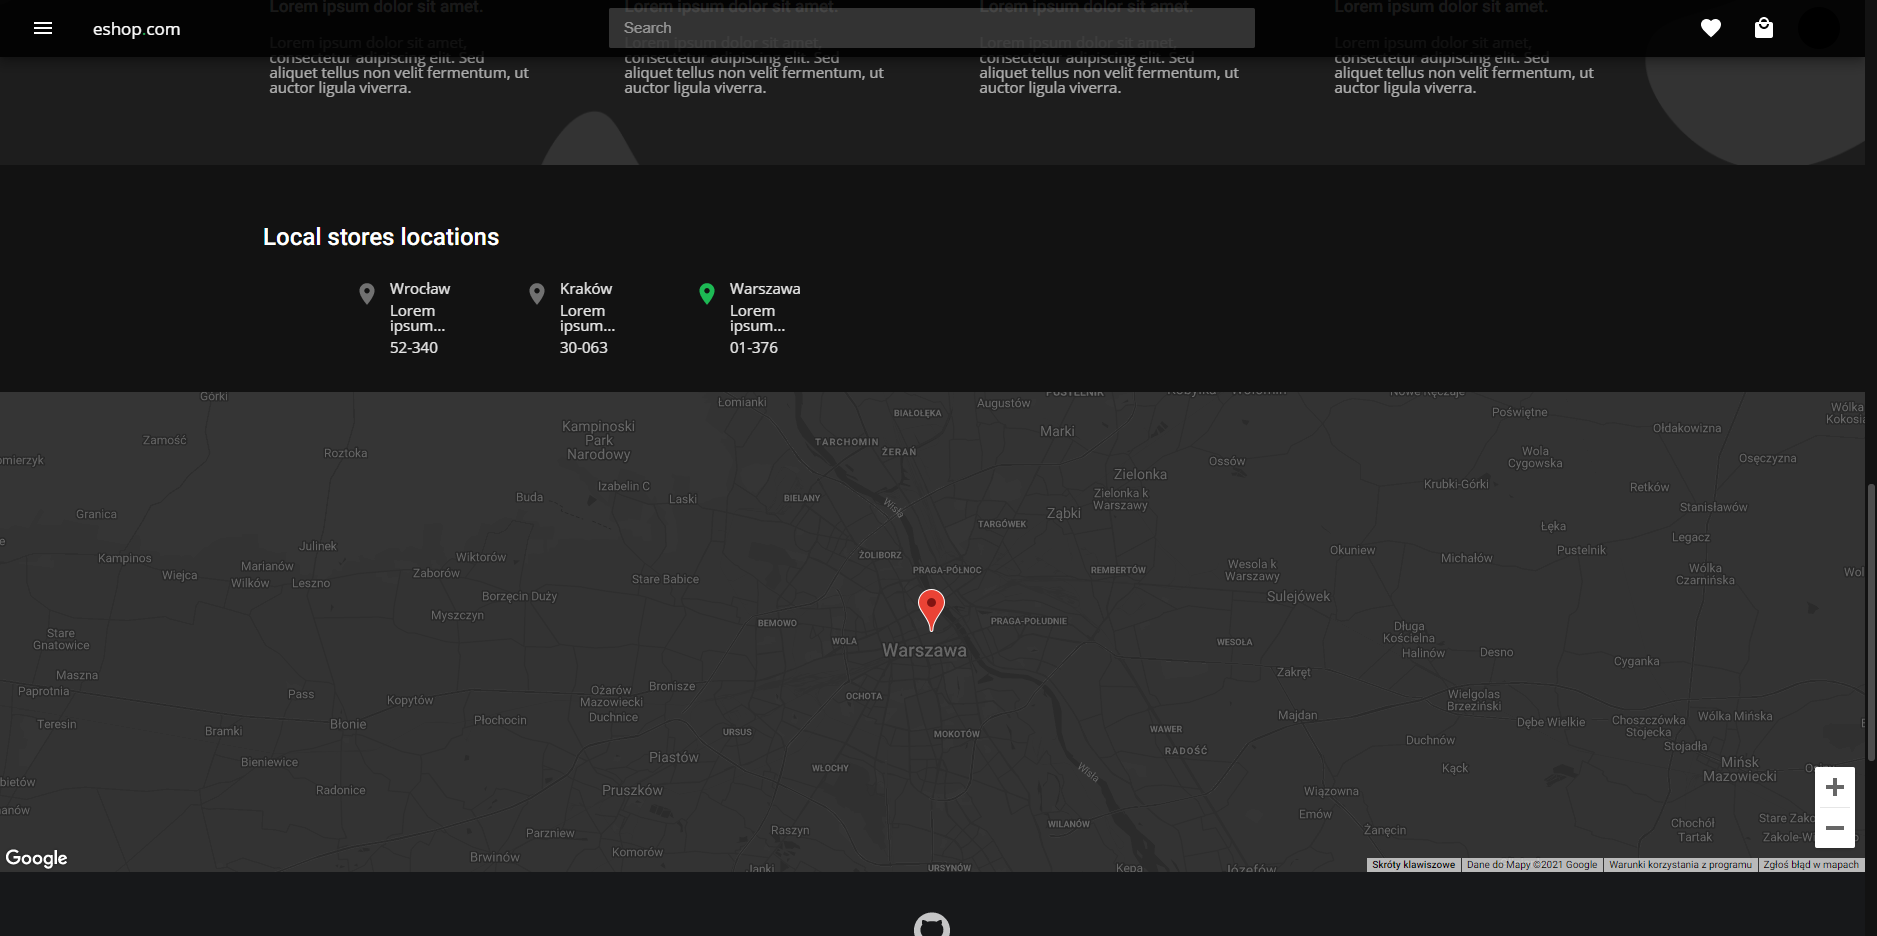 Lorem ipsum dolor sit amet.
Lorem ipsum dolor sit amet.
Lorem ipsum dolor sit amet.
Lorem ipsum dolor sit amet.
eshop.com
Search
Lorem ipsum dolor sit amet,
consectetur adipiscing elit. Sed
aliquet tellus non velit fermentum, ut
auctor ligula viverra.
Lorem ipsum dolor sit amet,
consectetur adipiscing elit. Sed
aliquet tellus non velit fermentum, ut
auctor ligula viverra.
Lorem ipsum dolor sit amet,
consectetur adipiscing elit. Sed
aliquet tellus non velit fermentum, ut
auctor ligula viverra.
Lorem ipsum dolor sit amet,
consectetur adipiscing elit. Sed
aliquet tellus non velit fermentum, ut
auctor ligula viverra.
Local stores locations
Wrocław
Lorem
ipsum...
52-340
Kraków
Lorem
ipsum...
30-063
Warszawa
Lorem
ipsum...
01-376
Górki
Łomianki
BIAŁOŁĘKA
Augustów
PUSTELNIK
Poświętne
Wólka
Kokosia
Zamość
Roztoka
Kampinoski
Park
Narodowy
TARCHOMIN
ŻERAŃ
Marki
Ossów
Wola
Cygowska
Ołdakowizna
Osęczyzna
Zielonka
Zielonka k
Warszawy
Krubki-Górki
Retków
Stanisławów
Granica
Buda
Izabelin C
Laski
BIELANY
Wisła
TARGÓWEK
Ząbki
Łęka
Legacz
Kampinos
Julinek
Marianów
Wiejca
Wilków
Leszno
Wiktorów
Zaborów
Stare Babice
ŻOLIBORZ
PRAGA-PÓŁNOC
REMBERTÓW
Wesoła k
Warszawy
Okuniew
Michałów
Pustelnik
Wólka
Czarnińska
Borzęcin Duży
Myszczyn
Sulejówek
Stare
Gnatowice
BEMOWO
WOLA
Warszawa
PRAGA-POŁUDNIE
WESOŁA
Długa
Kościelna
Halinów
Desno
Cyganka
Maszna
Paprotnia
Pass
Kopytów
Ożarów
Mazowiecki
Duchnice
Bronisze
OCHOTA
Zakręt
Wielgolas
Brzeziński
Teresin
Bramki
Błonie
Płochocin
URSUS
MOKOTÓW
WAWER
RADOŚĆ
Majdan
Duchnów
Dębe Wielkie
Choszczówka
Stojecka
Stojadła
Wólka Mińska
Bieniewice
Piastów
WŁOCHY
Wisła
Kąck
Mińsk
Mazowiecki
Radonice
Pruszków
Wiązowna
Emów
Parzniew
Raszyn
WILANÓW
Żanęcin
Chochół
Tartak
Brwinów
Komorów
Janki
URSYNÓW
Kępa
Józefów
Google
Skróty klawiszowe
Dane do Mapy ©2021 Google
Warunki korzystania z programu
Zgłoś błąd w mapach